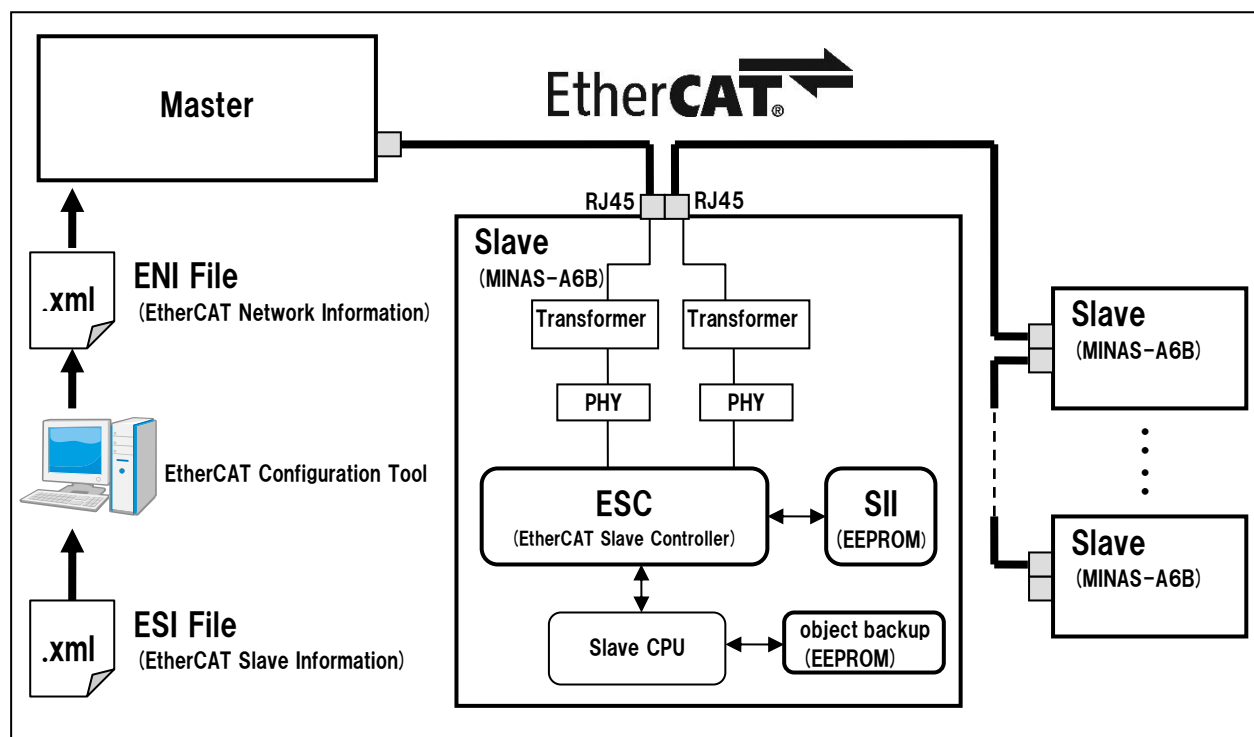 Master
EtherCAT®
RJ45
RJ45
.xml
ENI File
(EtherCAT Network Information)
EtherCAT Configuration Tool
.xml
ESI File
(EtherCAT Slave Information)
Slave
(MINAS-A6B)
Transformer
Transformer
PHY
PHY
ESC
(EtherCAT Slave Controller)
SII
(EEPROM)
Slave CPU
object backup
(EEPROM)
Slave
(MINAS-A6B)
Slave
(MINAS-A6B)